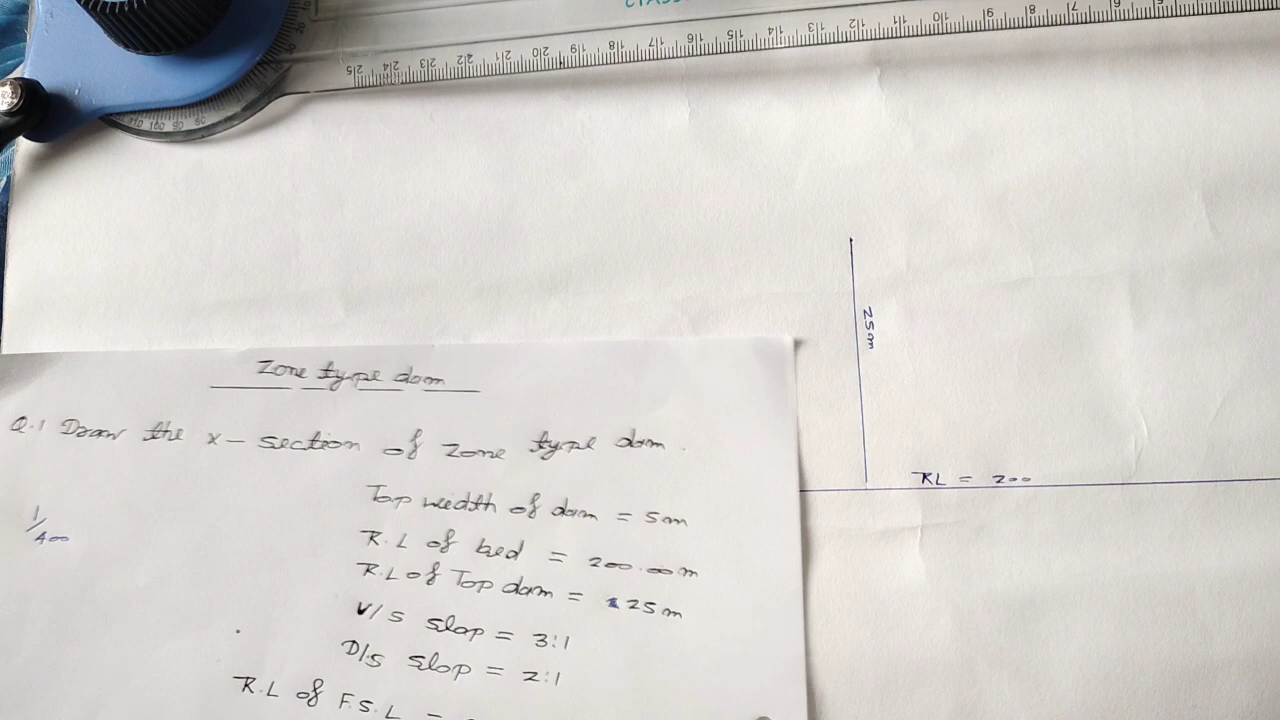 25m
RL = 200
Zone type dam
Q.1 Draw the x- section of zone type dam.
Top width of dam = 5m
1/400
R.L of bed = 200.00m
R.L of Top dam = 25m
U/S slop = 3:1
D/s slop = 2:1
R.L of F.S.L =